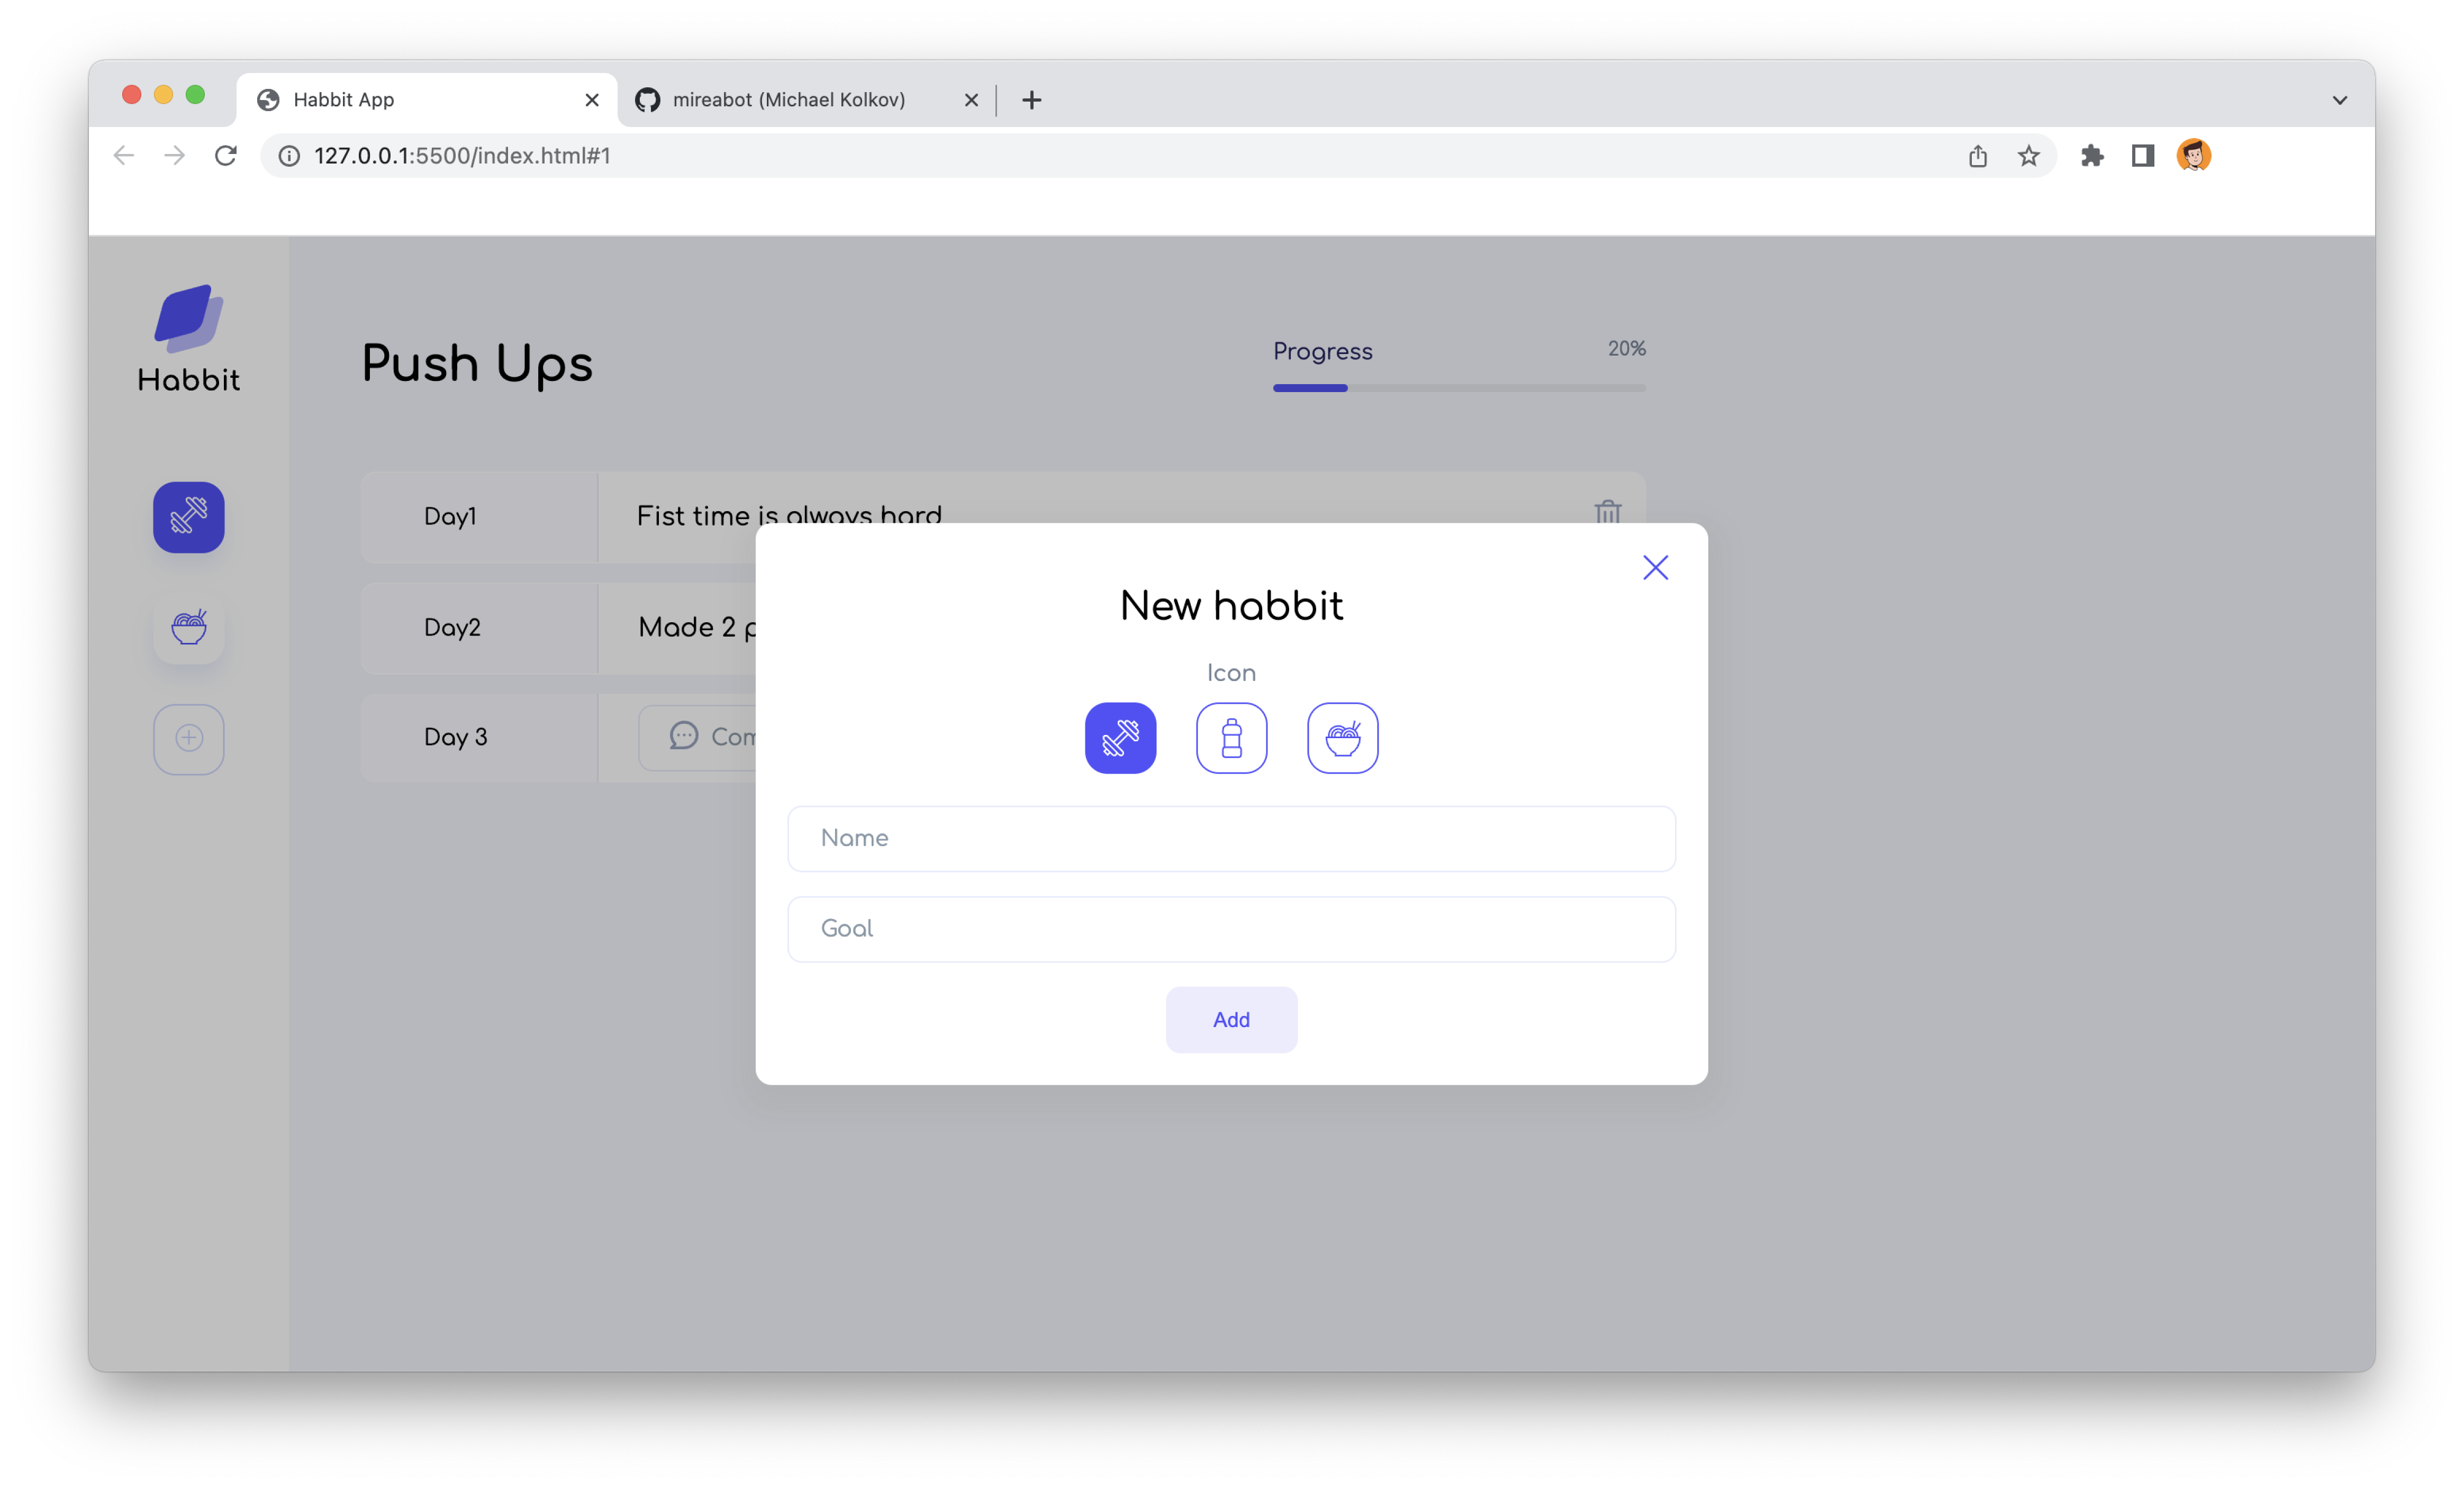 Habbit App
mireabot (Michael Kolkov)
127.0.0.1:5500/index.html#1
Habbit
Push Ups
Progress
20%
Day1
Fist time is always hard
Day2
Made 2
Day 3
New habbit
Icon
Name
Goal
Add